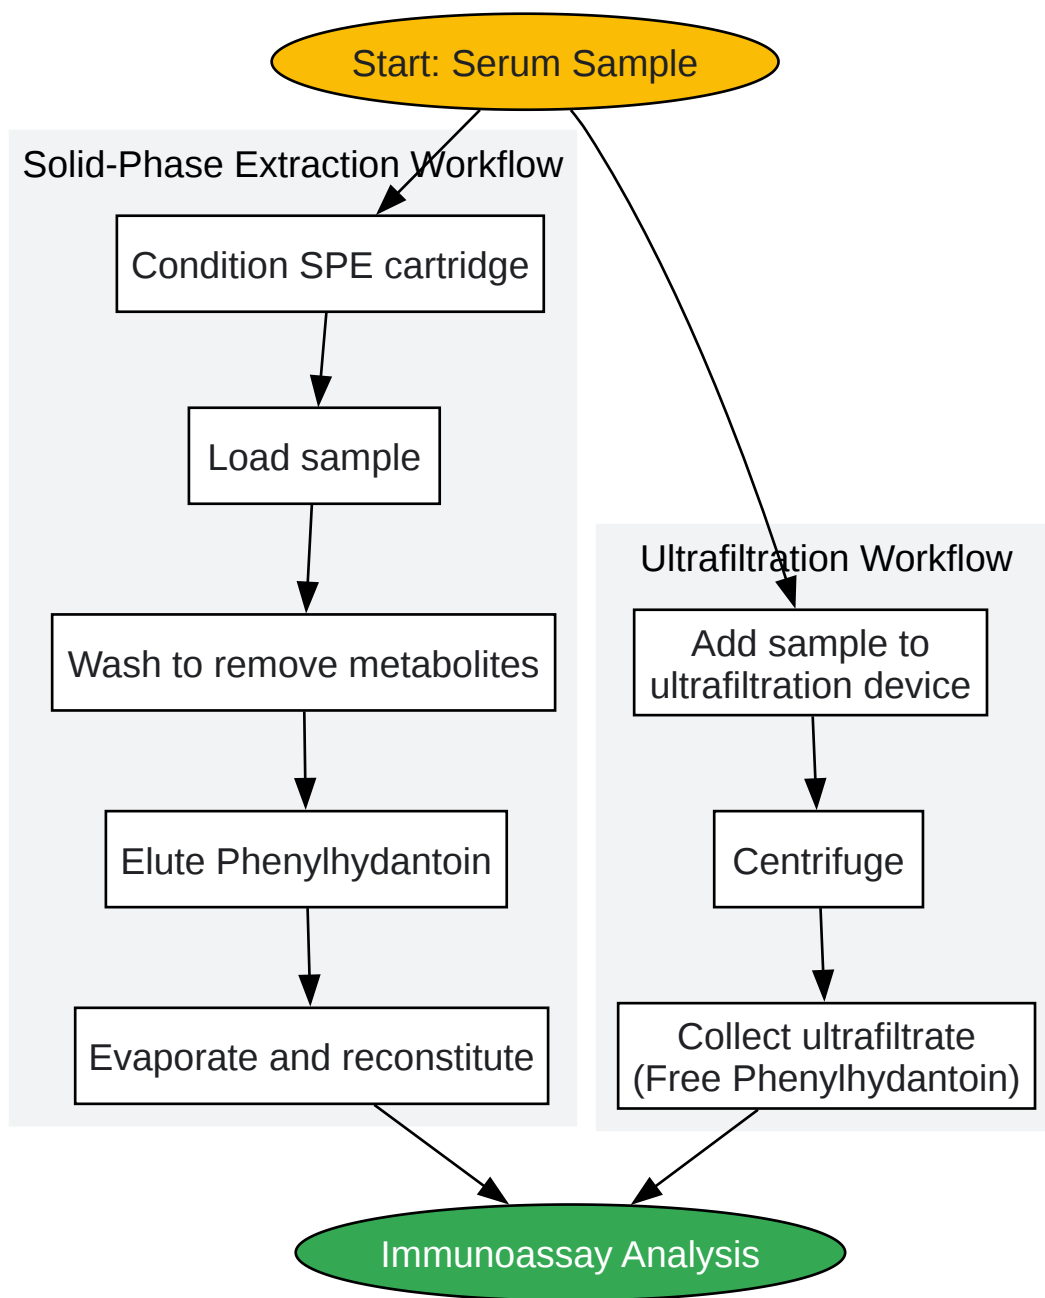 Start: Serum Sample
Solid-Phase Extraction Workflow
Condition SPE cartridge
Load sample
Wash to remove metabolites
Elute Phenylhydantoin
Evaporate and reconstitute
Ultrafiltration Workflow
Add sample to
ultrafiltration device
Centrifuge
Collect ultrafiltrate
(Free Phenylhydantoin)
Immunoassay Analysis